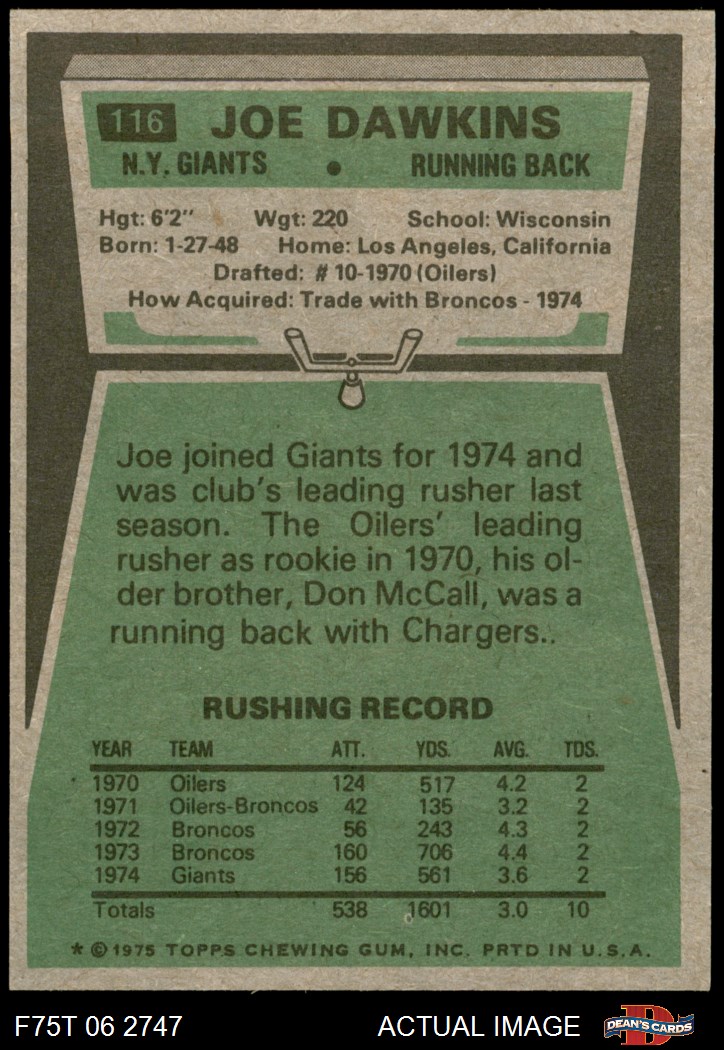 116 JOE DAWKINS
N.Y. GIANTS • RUNNING BACK
Hgt: 6'2" Wgt: 220 School: Wisconsin
Born: 1-27-48 Home: Los Angeles, California
Drafted: #10-1970 (Oilers)
How Acquired: Trade with Broncos - 1974
Joe joined Giants for 1974 and
was club's leading rusher last
season. The Oilers' leading
rusher as rookie in 1970, his ol-
der brother, Don McCall, was a
running back with Chargers..
RUSHING RECORD
YEAR TEAM ATT. YDS. AVG. TDS.
1970 Oilers 124 517 4.2 2
1971 Oilers-Broncos 42 135 3.2 2
1972 Broncos 56 243 4.3 2
1973 Broncos 160 706 4.4 2
1974 Giants 156 561 3.6 2
Totals 538 1601 3.0 10
* © 1975 TOPPS CHEWING GUM, INC. PRTD IN U.S.A.
F75T 06 2747 ACTUAL IMAGE D DEAN'S CARDS